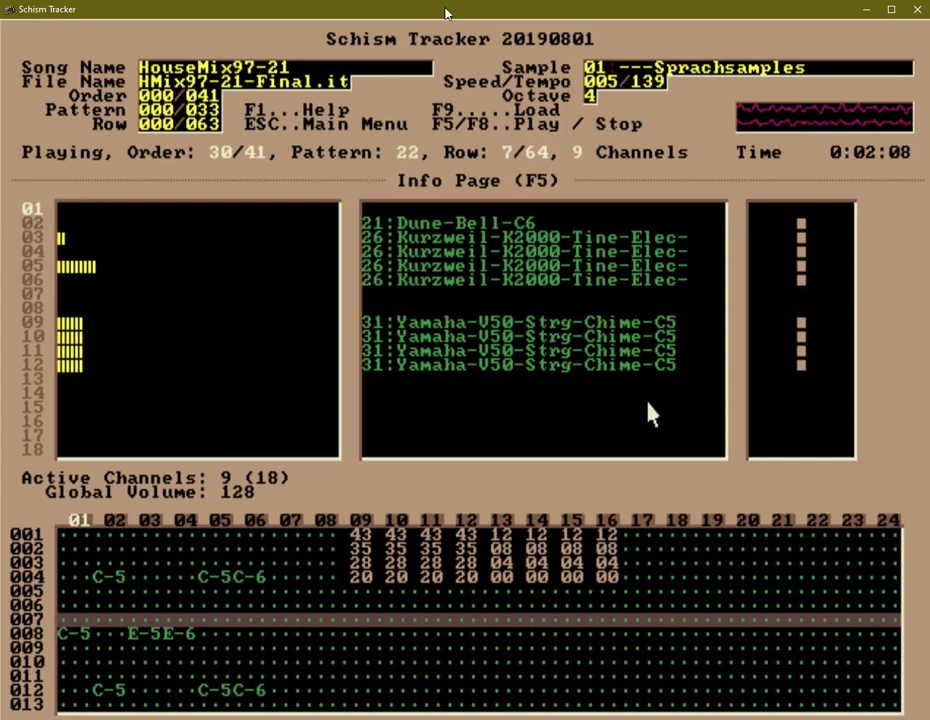 Schism Tracker
Schism Tracker 20190801
Song Name HouseMix97-21 Sample 01 ---Sprachsamples
File Name HMix97-21-Final.it Speed/Tempo 005/139
Order 000/041 Octave 4
Pattern 000/033 F1...Help F9....Load
Row 000/063 ESC..Main Menu F5/F8..Play / Stop
Playing, Order: 30/41, Pattern: 22, Row: 7/64, 9 Channels Time 0:02:08
Info Page (F5)
01
02 21:Dune-Bell-C6
03 26:Kurzweil-K2000-Tine-Elec-
04 26:Kurzweil-K2000-Tine-Elec-
05 26:Kurzweil-K2000-Tine-Elec-
06 26:Kurzweil-K2000-Tine-Elec-
07
08
09 31:Yamaha-V50-Strg-Chime-C5
10 31:Yamaha-V50-Strg-Chime-C5
11 31:Yamaha-V50-Strg-Chime-C5
12 31:Yamaha-V50-Strg-Chime-C5
13
14
15
16
17
18
Active Channels: 9 (18)
Global Volume: 128
01 02 03 04 05 06 07 08 09 10 11 12 13 14 15 16 17 18 19 20 21 22 23 24
001 43 43 43 43 12 12 12 12
002 35 35 35 35 08 08 08 08
003 28 28 28 28 04 04 04 04
004 C-5 C-5 C-6 20 20 20 20 00 00 00 00
005
006
007
008 C-5 E-5 E-6
009
010
011
012 C-5 C-5 C-6
013